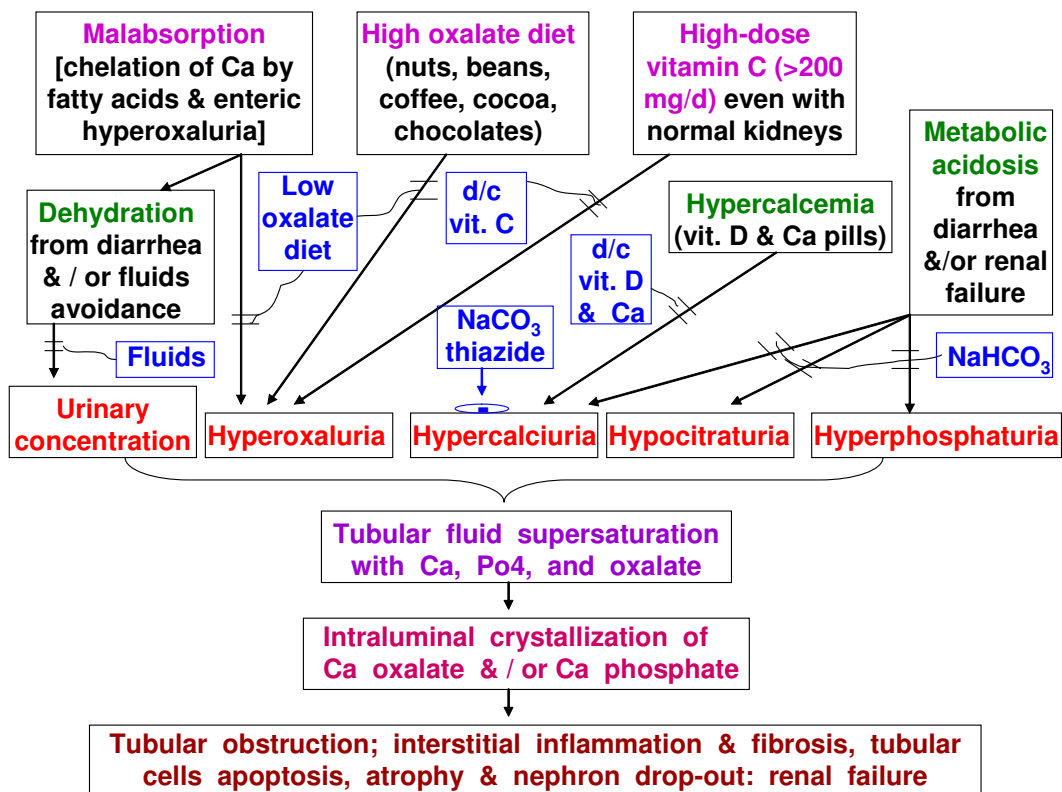 Malabsorption
[chelation of Ca by
fatty acids & enteric
hyperoxaluria]
High oxalate diet
(nuts, beans,
coffee, cocoa,
chocolates)
High-dose
vitamin C (>200
mg/d) even with
normal kidneys
Metabolic
acidosis
from
diarrhea
&/or renal
failure
Dehydration
from diarrhea
& / or fluids
avoidance
Low
oxalate
diet
d/c
vit. C
Hypercalcemia
(vit. D & Ca pills)
d/c
vit. D
& Ca
NaCO3
thiazide
Fluids
NaHCO3
Urinary
concentration
Hyperoxaluria
Hypercalciuria
Hypocitraturia
Hyperphosphaturia
Tubular fluid supersaturation
with Ca, Po4, and oxalate
Intraluminal crystallization of
Ca oxalate & / or Ca phosphate
Tubular obstruction; interstitial inflammation & fibrosis, tubular
cells apoptosis, atrophy & nephron drop-out: renal failure